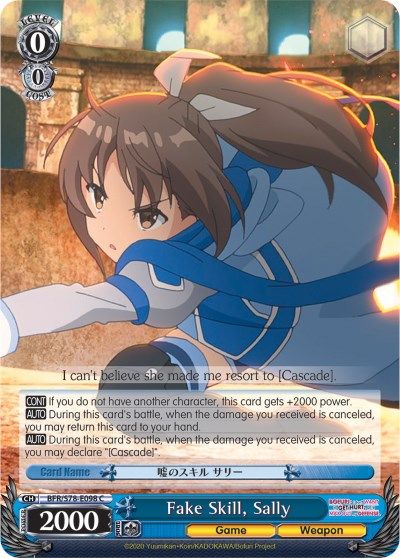 LEVEL
0
0
COST
I can't believe she made me resort to [Cascade].
CONT If you do not have another character, this card gets +2000 power.
AUTO During this card's battle, when the damage you received is canceled,
you may return this card to your hand.
AUTO During this card's battle, when the damage you received is canceled,
you may declare "[Cascade]".
Card Name 嘘のスキル サリー
CH BFR/S78-E098 C
POWER 2000
Fake Skill, Sally
Game Weapon
©2020 Yuumikan•Koin/KADOKAWA/Bofuri Project